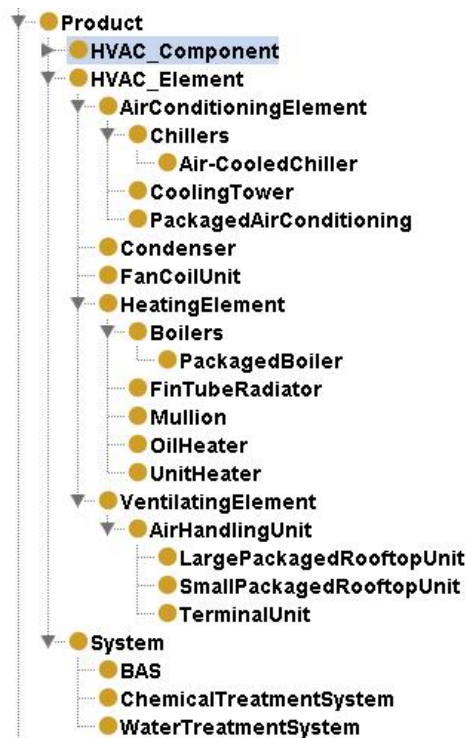 Product
HVAC_Component
HVAC_Element
AirConditioningElement
Chillers
Air-CooledChiller
CoolingTower
PackagedAirConditioning
Condenser
FanCoilUnit
HeatingElement
Boilers
PackagedBoiler
FinTubeRadiator
Mullion
OilHeater
UnitHeater
VentilatingElement
AirHandlingUnit
LargePackagedRooftopUnit
SmallPackagedRooftopUnit
TerminalUnit
System
BAS
ChemicalTreatmentSystem
WaterTreatmentSystem